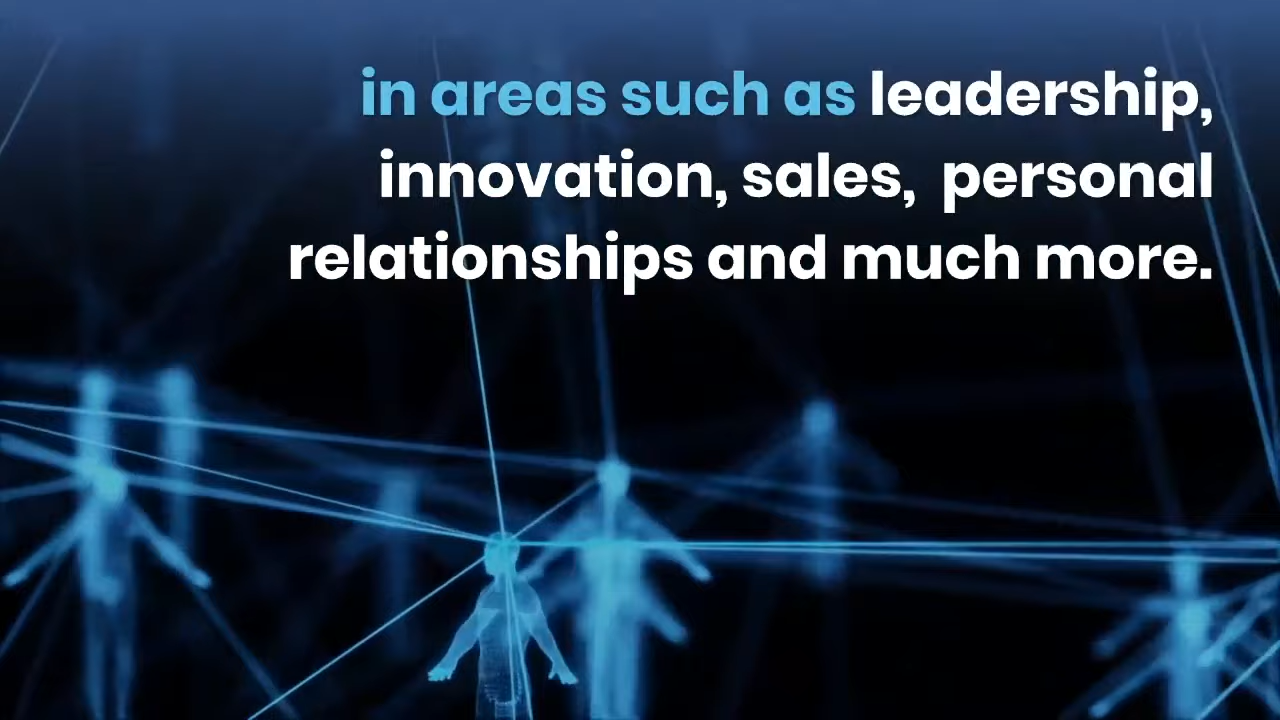 in areas such as leadership,
innovation, sales, personal
relationships and much more.